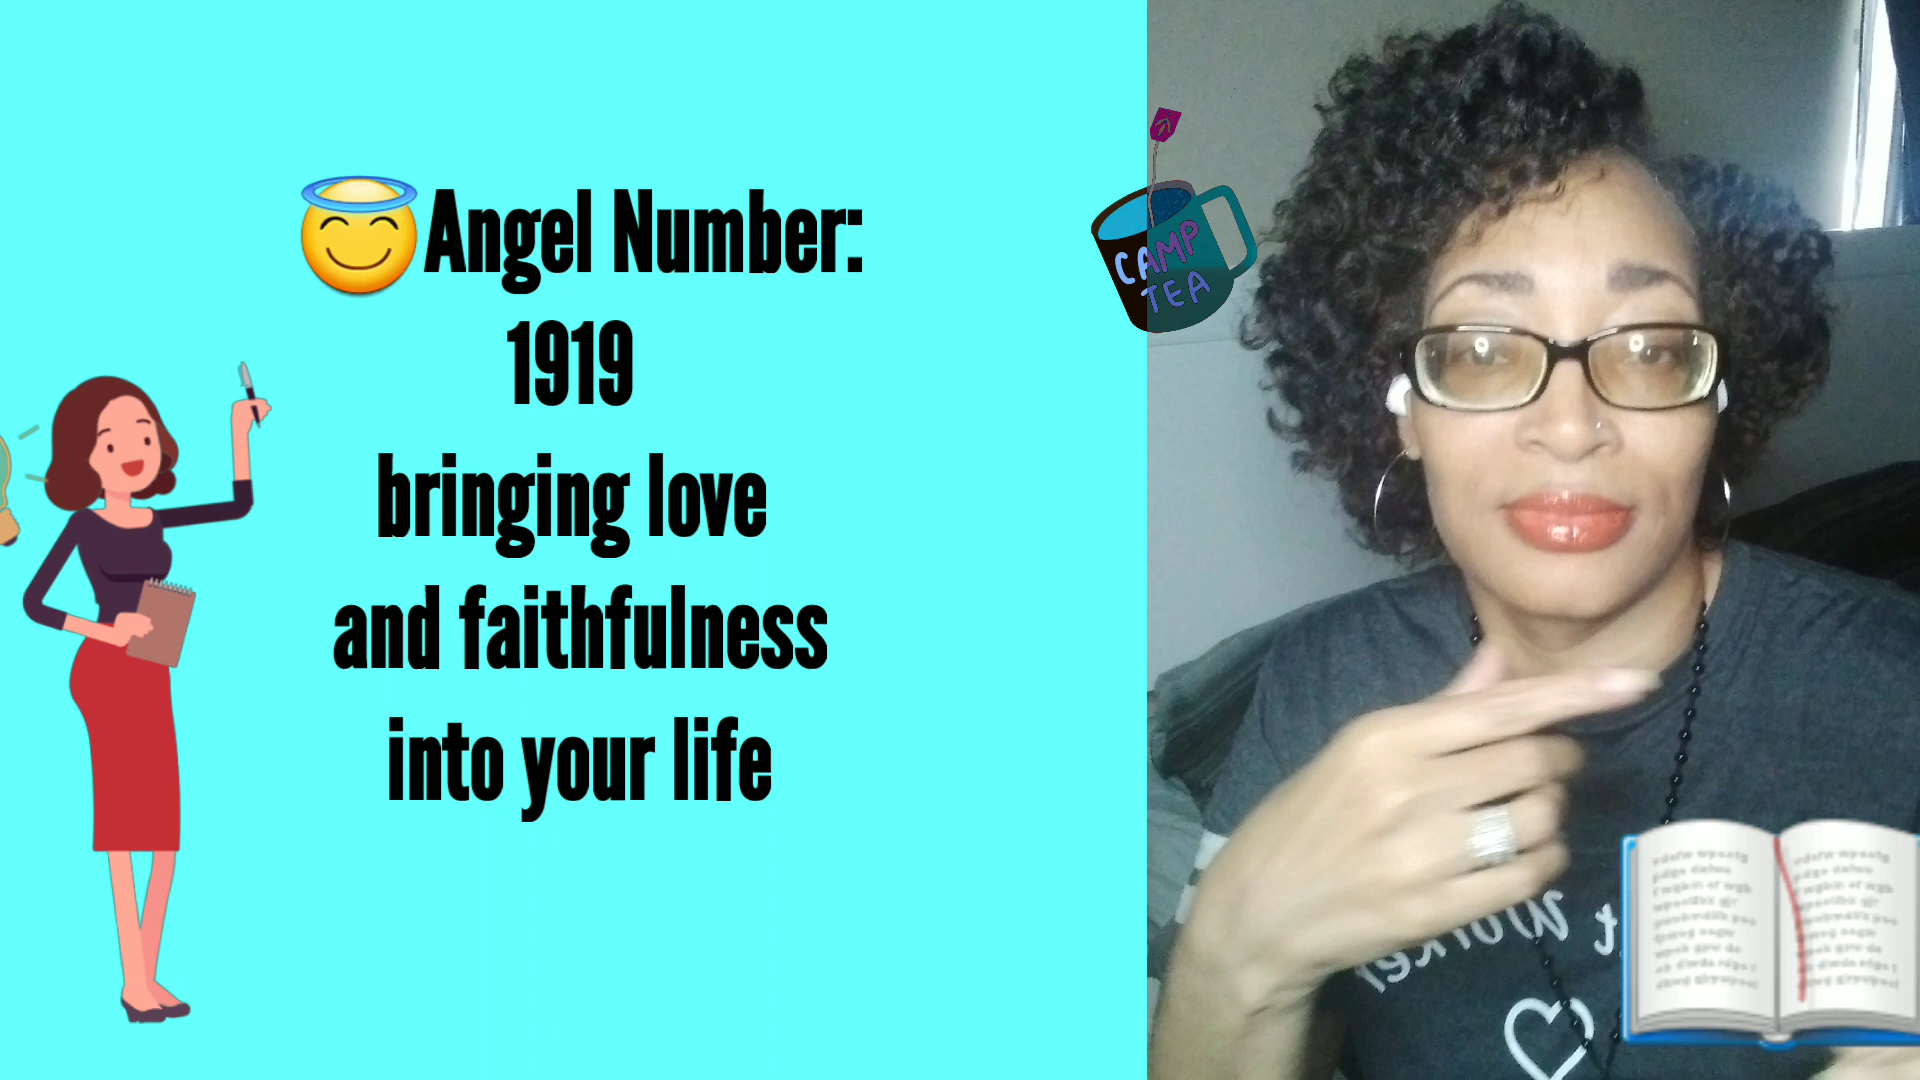 😇Angel Number:
1919
bringing love
and faithfulness
into your life
CAMP
TEA